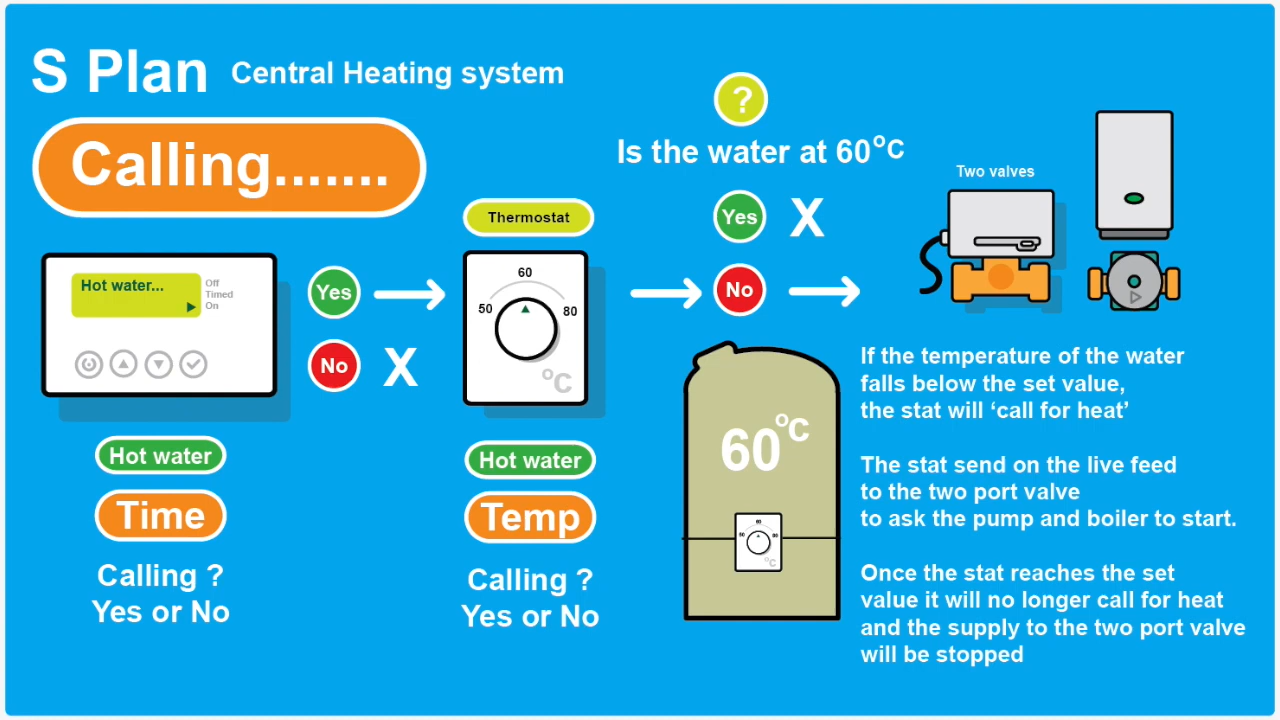 S Plan Central Heating system
Calling.......
?
Is the water at 60°C
Yes X
No
Two valves
Thermostat
Hot water...
Off
Timed
On
Yes
No X
60
50
80
°C
Hot water
Time
Calling ?
Yes or No
Hot water
Temp
Calling ?
Yes or No
60°C
60
50
80
°C
If the temperature of the water
falls below the set value,
the stat will ‘call for heat’
The stat send on the live feed
to the two port valve
to ask the pump and boiler to start.
Once the stat reaches the set
value it will no longer call for heat
and the supply to the two port valve
will be stopped